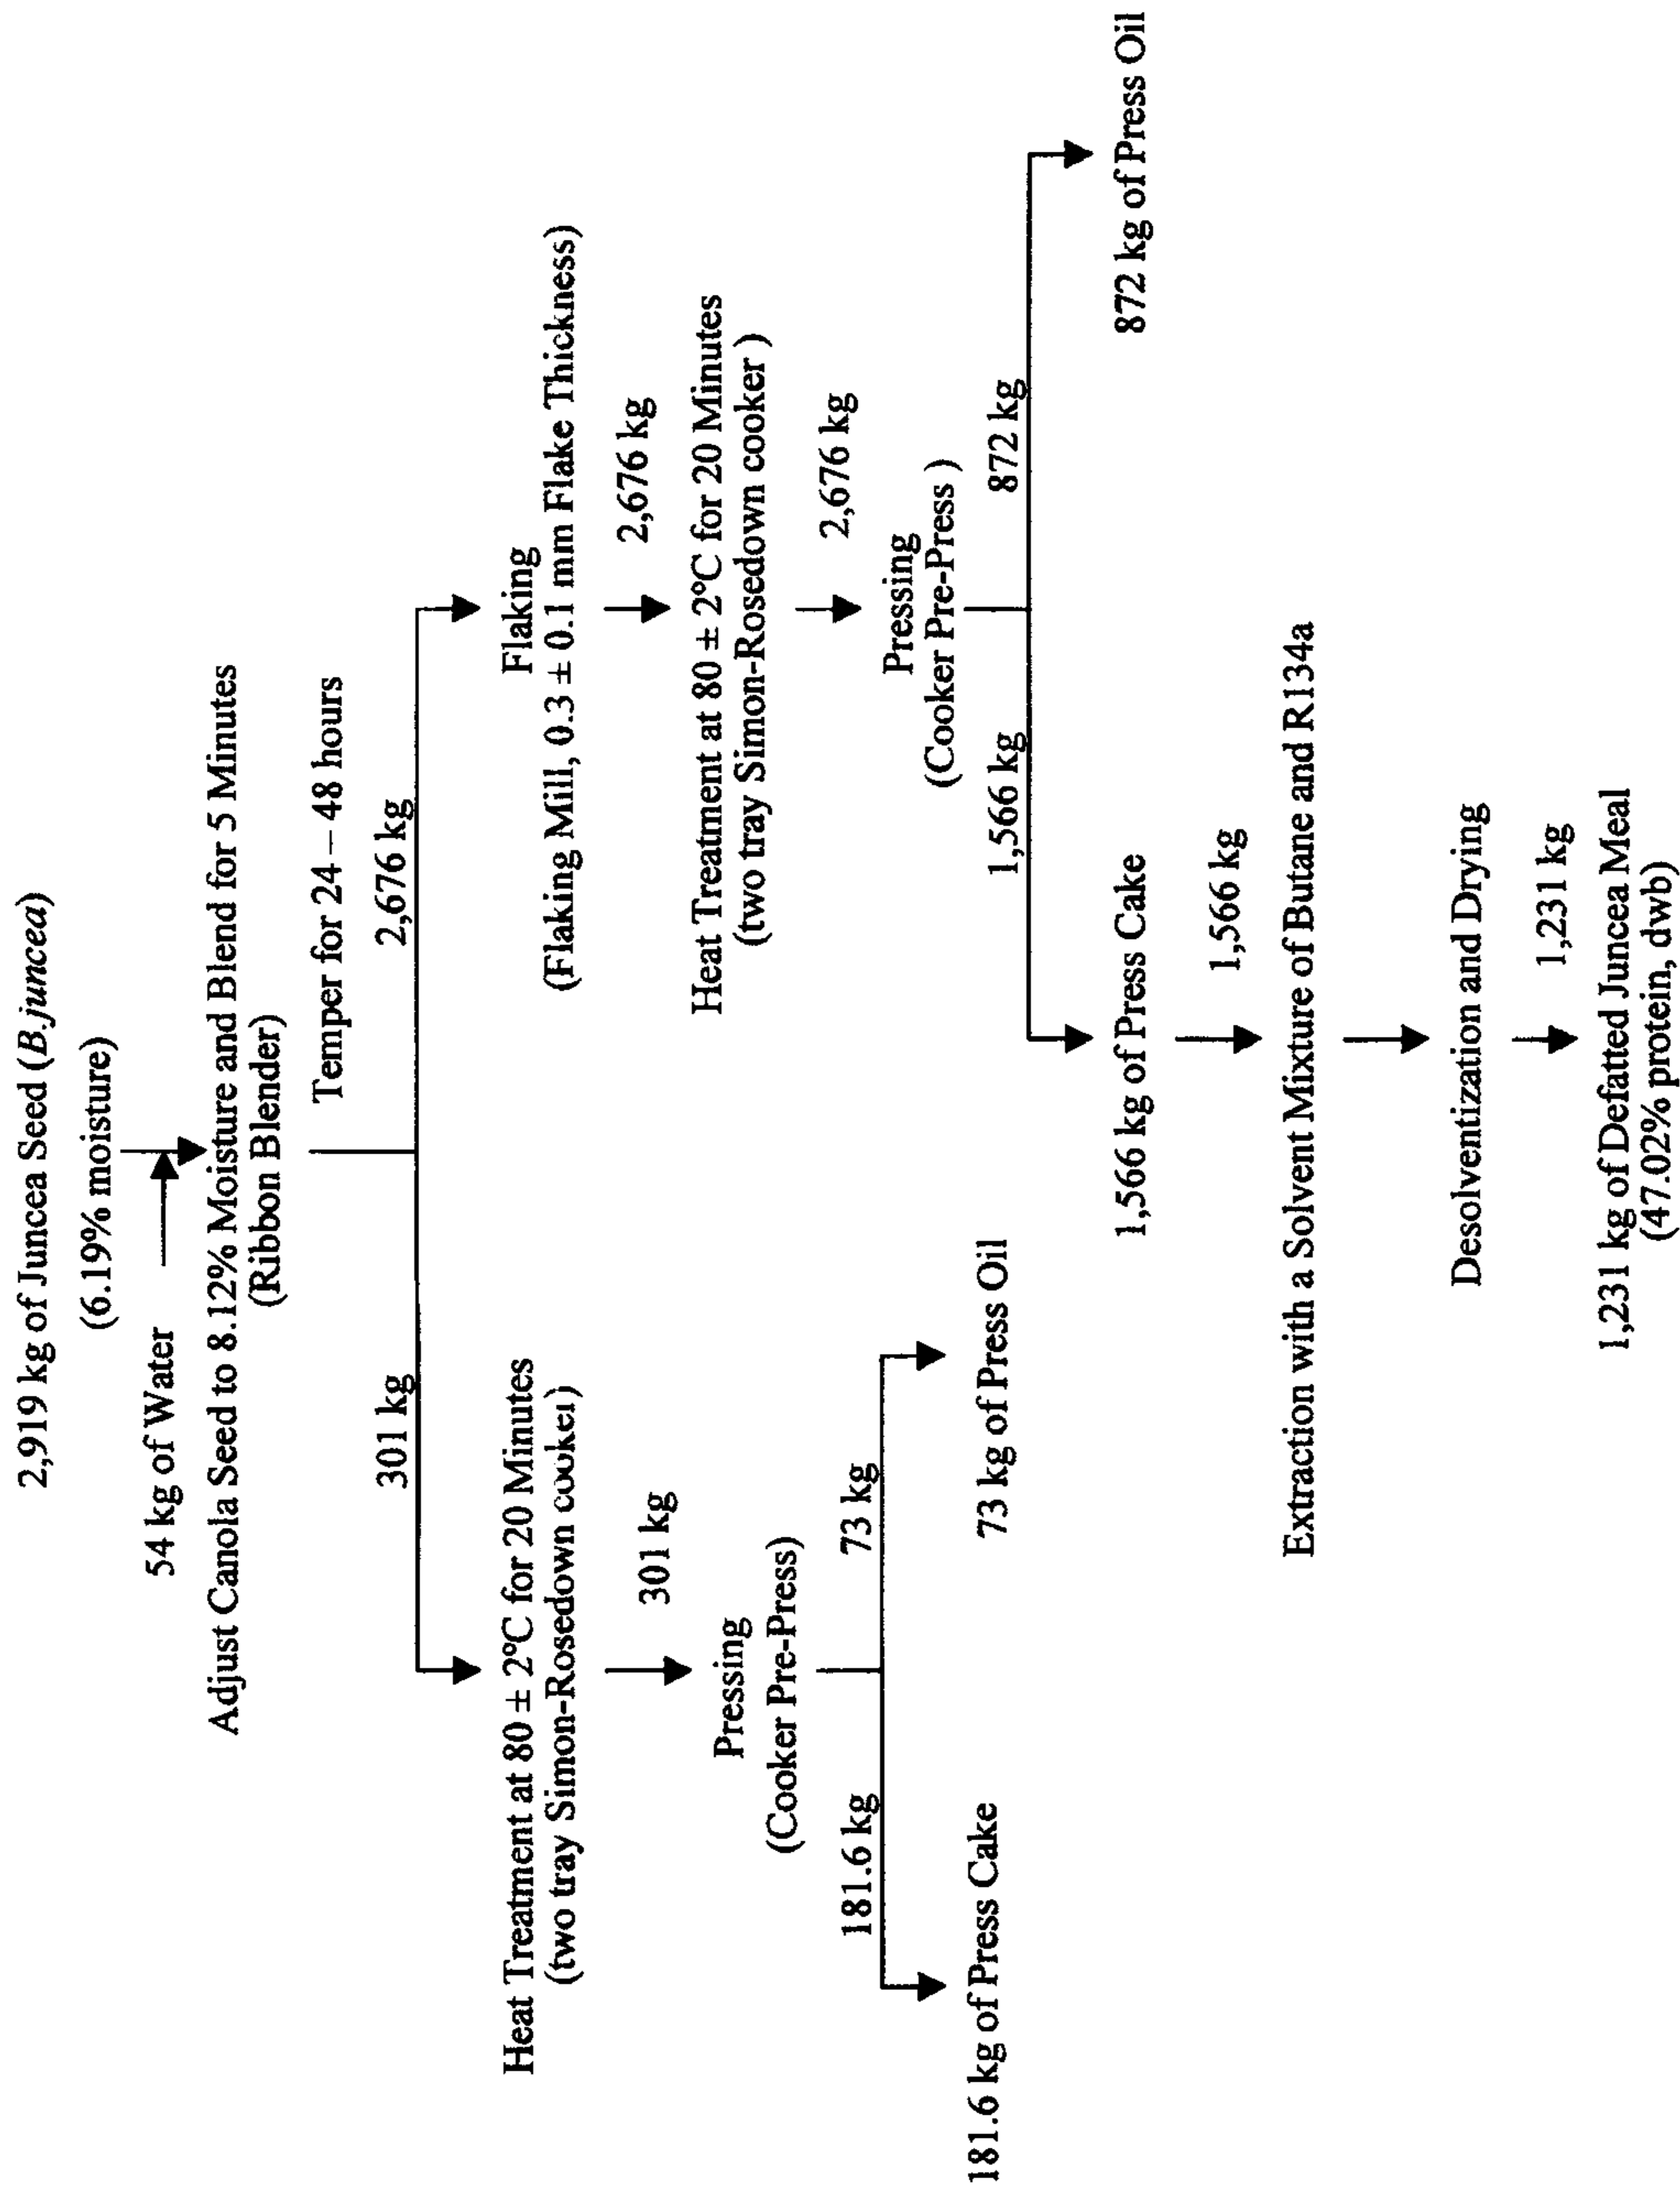 2,919 kg of Juncea Seed (B.juncea)
(6.19% moisture)
54 kg of Water
Adjust Canola Seed to 8.12% Moisture and Blend for 5 Minutes
(Ribbon Blender)
Temper for 24 – 48 hours
301 kg
2,676 kg
Heat Treatment at 80 ± 2°C for 20 Minutes
(two tray Simon-Rosedown cooker)
301 kg
Pressing
(Cooker Pre-Press)
181.6 kg
73 kg
181.6 kg of Press Cake
73 kg of Press Oil
Flaking
(Flaking Mill, 0.3 ± 0.1 mm Flake Thickness)
2,676 kg
Heat Treatment at 80 ± 2°C for 20 Minutes
(two tray Simon-Rosedown cooker )
2,676 kg
Pressing
(Cooker Pre-Press )
1,566 kg
872 kg
1,566 kg of Press Cake
872 kg of Press Oil
1,566 kg
Extraction with a Solvent Mixture of Butane and R134a
Desolventization and Drying
1,231 kg
1,231 kg of Defatted Juncea Meal
(47.02% protein, dwb)